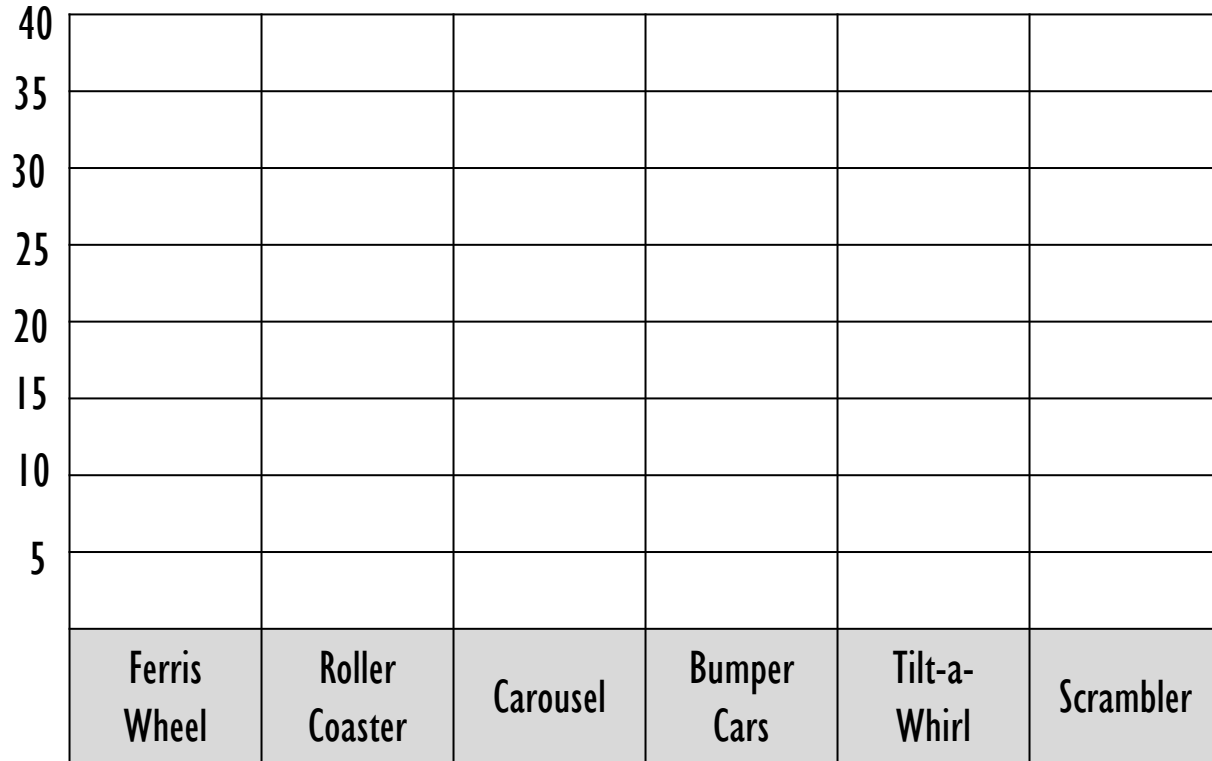 40
35
30
25
20
15
10
5
Ferris
Wheel
Roller
Coaster
Carousel
Bumper
Cars
Tilt-a-
Whirl
Scrambler